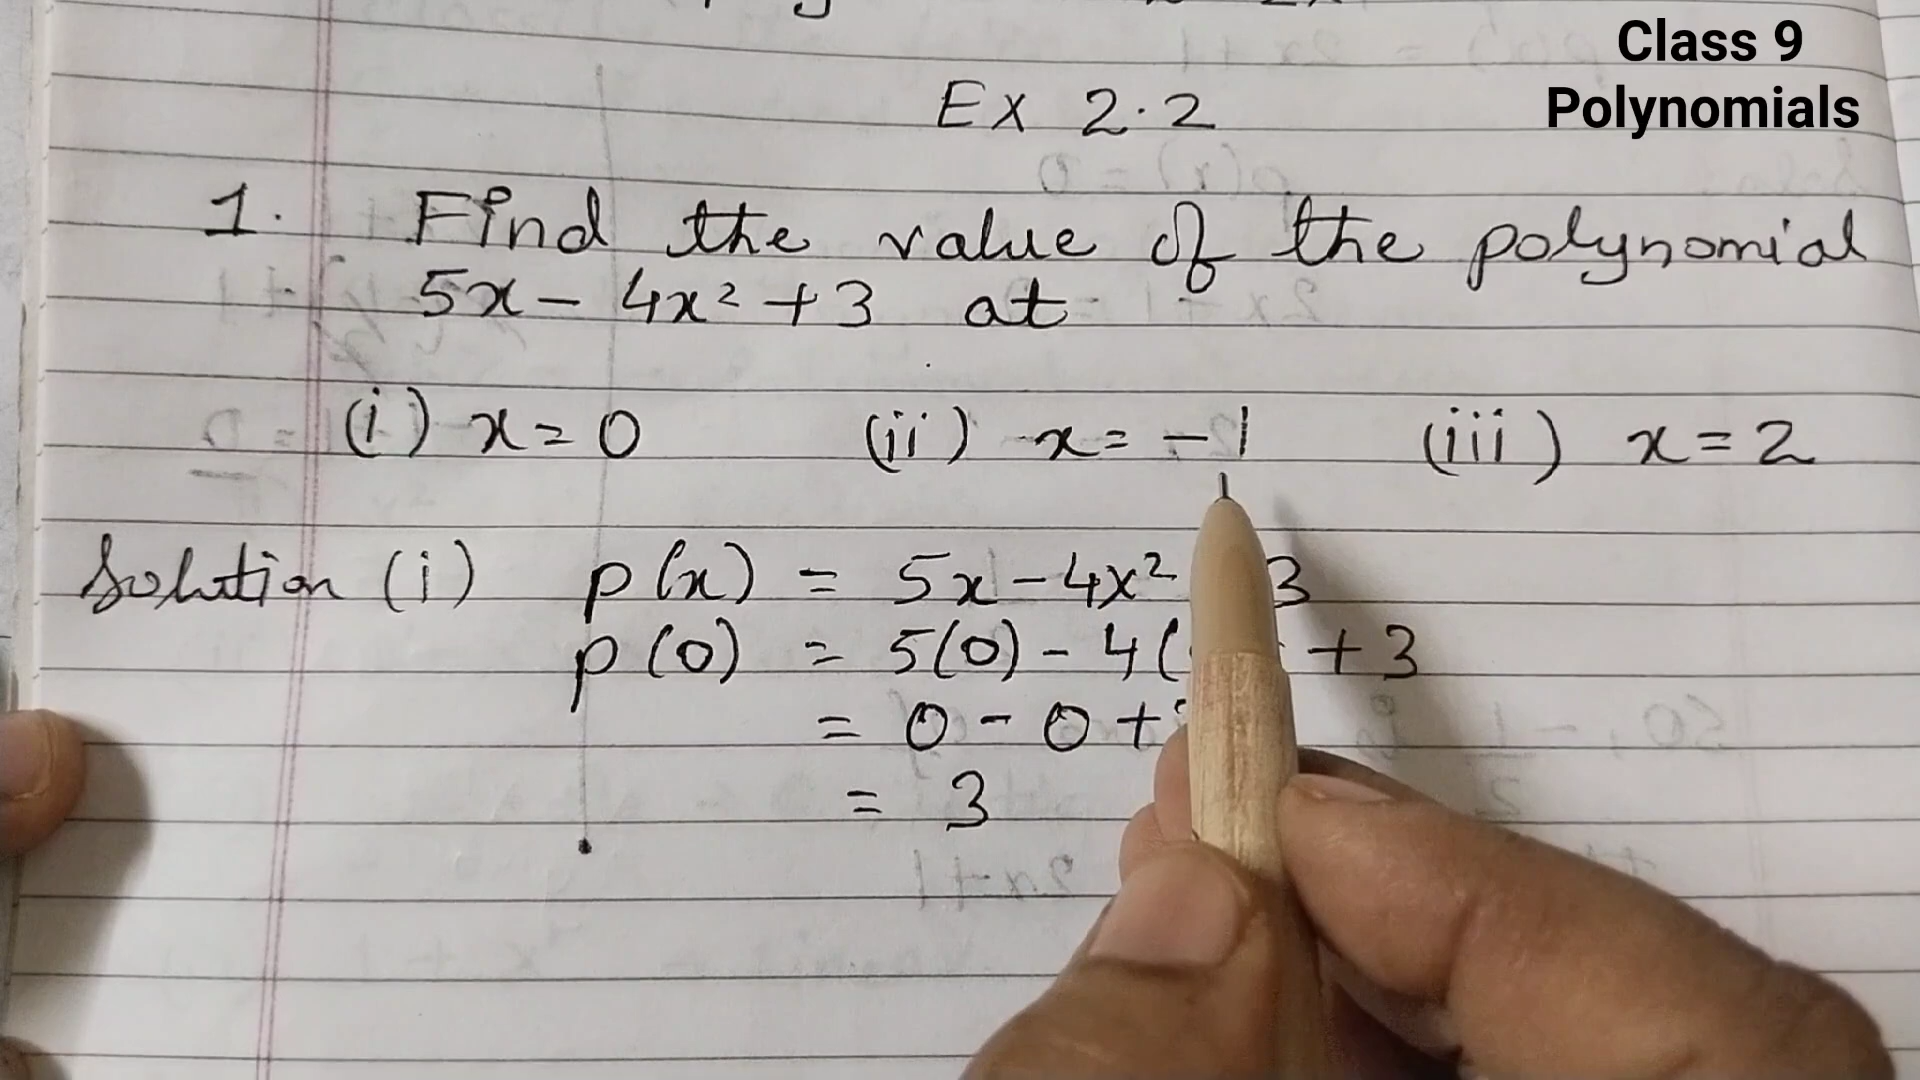 Class 9
Polynomials
Ex 2.2
1. Find the value of the polynomial
5x - 4x² + 3 at
(i) x = 0 (ii) x = -1 (iii) x = 2
Solution (i) p(x) = 5x - 4x² 3
p(0) = 5(0) - 4( + 3
= 0 - 0 +
= 3